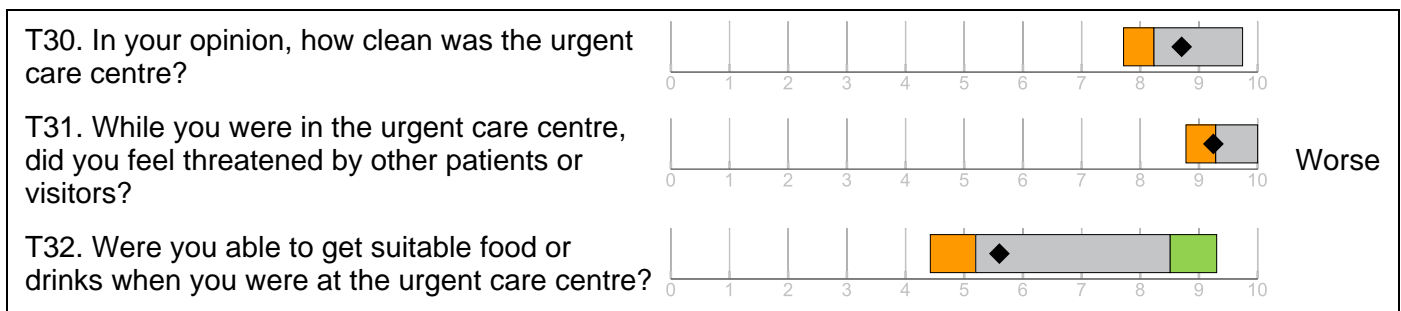 T30. In your opinion, how clean was the urgent
care centre?
0 1 2 3 4 5 6 7 8 9 10
T31. While you were in the urgent care centre,
did you feel threatened by other patients or
visitors?
0 1 2 3 4 5 6 7 8 9 10
Worse
T32. Were you able to get suitable food or
drinks when you were at the urgent care centre?
0 1 2 3 4 5 6 7 8 9 10